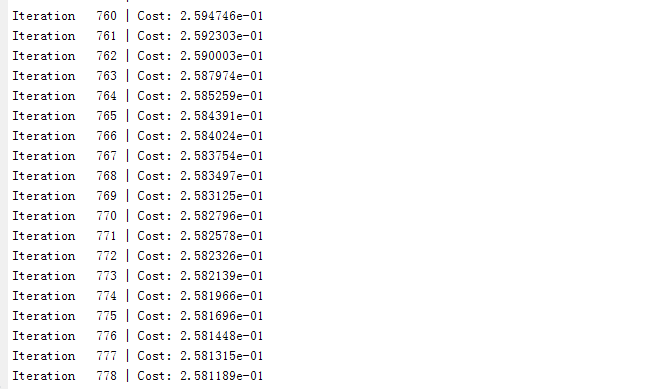 Iteration   760 | Cost: 2.594746e-01
Iteration   761 | Cost: 2.592303e-01
Iteration   762 | Cost: 2.590003e-01
Iteration   763 | Cost: 2.587974e-01
Iteration   764 | Cost: 2.585259e-01
Iteration   765 | Cost: 2.584391e-01
Iteration   766 | Cost: 2.584024e-01
Iteration   767 | Cost: 2.583754e-01
Iteration   768 | Cost: 2.583497e-01
Iteration   769 | Cost: 2.583125e-01
Iteration   770 | Cost: 2.582796e-01
Iteration   771 | Cost: 2.582578e-01
Iteration   772 | Cost: 2.582326e-01
Iteration   773 | Cost: 2.582139e-01
Iteration   774 | Cost: 2.581966e-01
Iteration   775 | Cost: 2.581696e-01
Iteration   776 | Cost: 2.581448e-01
Iteration   777 | Cost: 2.581315e-01
Iteration   778 | Cost: 2.581189e-01